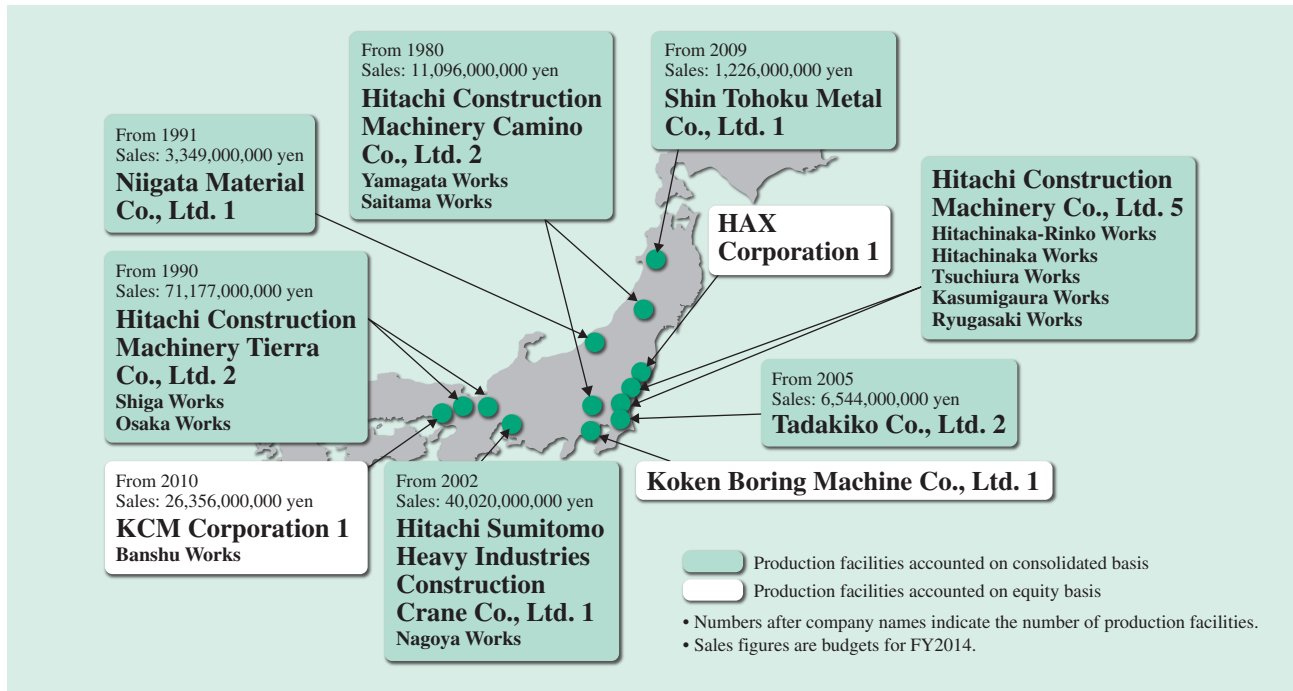 From 1980
Sales: 11,096,000,000 yen
Hitachi Construction
Machinery Camino
Co., Ltd. 2
Yamagata Works
Saitama Works
From 2009
Sales: 1,226,000,000 yen
Shin Tohoku Metal
Co., Ltd. 1
From 1991
Sales: 3,349,000,000 yen
Niigata Material
Co., Ltd. 1
HAX
Corporation 1
Hitachi Construction
Machinery Co., Ltd. 5
Hitachinaka-Rinko Works
Hitachinaka Works
Tsuchiura Works
Kasumigaura Works
Ryugasaki Works
From 1990
Sales: 71,177,000,000 yen
Hitachi Construction
Machinery Tierra
Co., Ltd. 2
Shiga Works
Osaka Works
From 2005
Sales: 6,544,000,000 yen
Tadakiko Co., Ltd. 2
From 2010
Sales: 26,356,000,000 yen
KCM Corporation 1
Banshu Works
From 2002
Sales: 40,020,000,000 yen
Hitachi Sumitomo
Heavy Industries
Construction
Crane Co., Ltd. 1
Nagoya Works
Koken Boring Machine Co., Ltd. 1
Production facilities accounted on consolidated basis
Production facilities accounted on equity basis
• Numbers after company names indicate the number of production facilities.
• Sales figures are budgets for FY2014.